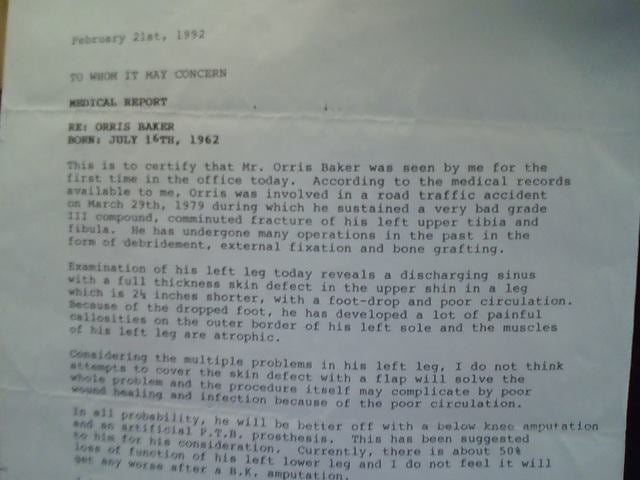 February 21st, 1992
TO WHOM IT MAY CONCERN
MEDICAL REPORT
RE: ORRIS BAKER
BORN: JULY 16TH, 1962
This is to certify that Mr. Orris Baker was seen by me for the
first time in the office today. According to the medical records
available to me, Orris was involved in a road traffic accident
on March 29th, 1979 during which he sustained a very bad grade
III compound, comminuted fracture of his left upper tibia and
fibula. He has undergone many operations in the past in the
form of debridement, external fixation and bone grafting.
Examination of his left leg today reveals a discharging sinus
with a full thickness skin defect in the upper shin in a leg
which is 2½ inches shorter, with a foot-drop and poor circulation.
Because of the dropped foot, he has developed a lot of painful
callosities on the outer border of his left sole and the muscles
of his left leg are atrophic.
Considering the multiple problems in his left leg, I do not think
attempts to cover the skin defect with a flap will solve the
whole problem and the procedure itself may complicate by poor
wound healing and infection because of the poor circulation.
In all probability, he will be better off with a below knee amputation
and an artificial P.T.B. prosthesis. This has been suggested
to him for his consideration. Currently, there is about 50%
loss of function of his left lower leg and I do not feel it will
get any worse after a B.K. amputation.